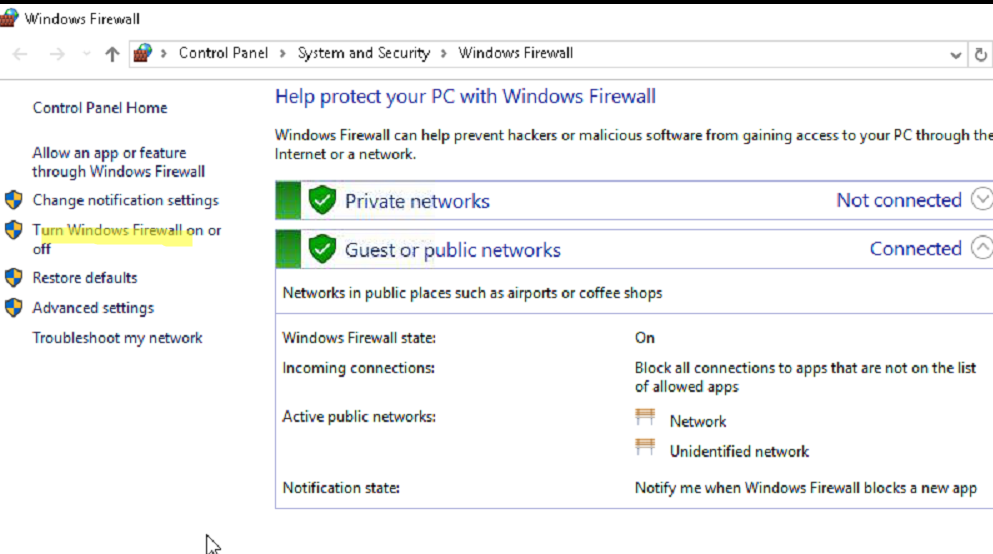 Windows Firewall
Control Panel > System and Security > Windows Firewall
Control Panel Home
Allow an app or feature
through Windows Firewall
Change notification settings
Turn Windows Firewall on or
off
Restore defaults
Advanced settings
Troubleshoot my network
Help protect your PC with Windows Firewall
Windows Firewall can help prevent hackers or malicious software from gaining access to your PC through the
Internet or a network.
Private networks Not connected
Guest or public networks Connected
Networks in public places such as airports or coffee shops
Windows Firewall state: On
Incoming connections: Block all connections to apps that are not on the list
of allowed apps
Active public networks: Network
Unidentified network
Notification state: Notify me when Windows Firewall blocks a new app